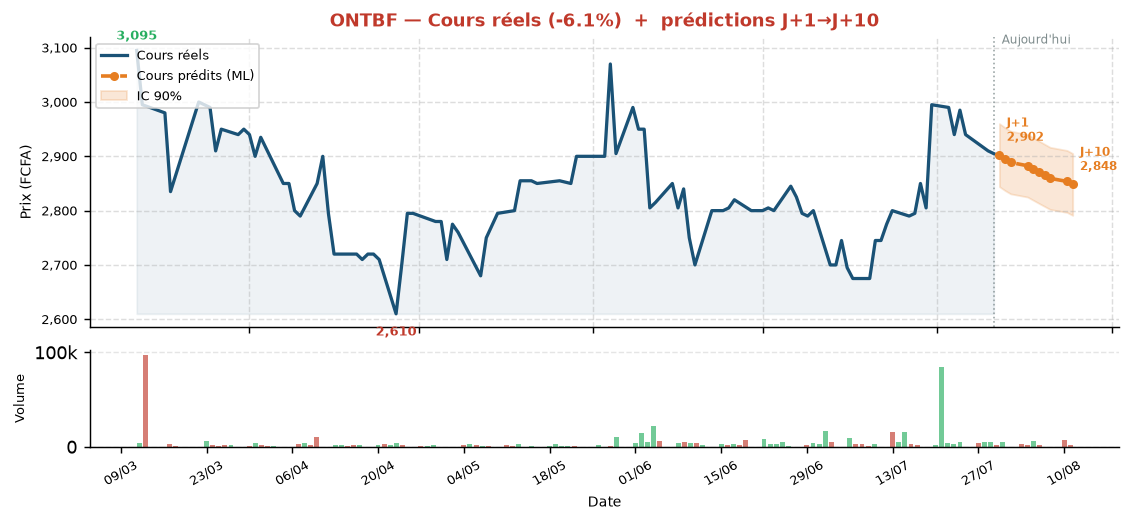 ONTBF — Cours réels (-6.1%)  +  prédictions J+1→J+10
3,095
Aujourd'hui
Cours réels
Cours prédits (ML)
IC 90%
J+1
2,902
J+10
2,848
2,610
Prix (FCFA)
3,100
3,000
2,900
2,800
2,700
2,600
Volume
100k
0
09/03
23/03
06/04
20/04
04/05
18/05
01/06
15/06
29/06
13/07
27/07
10/08
Date